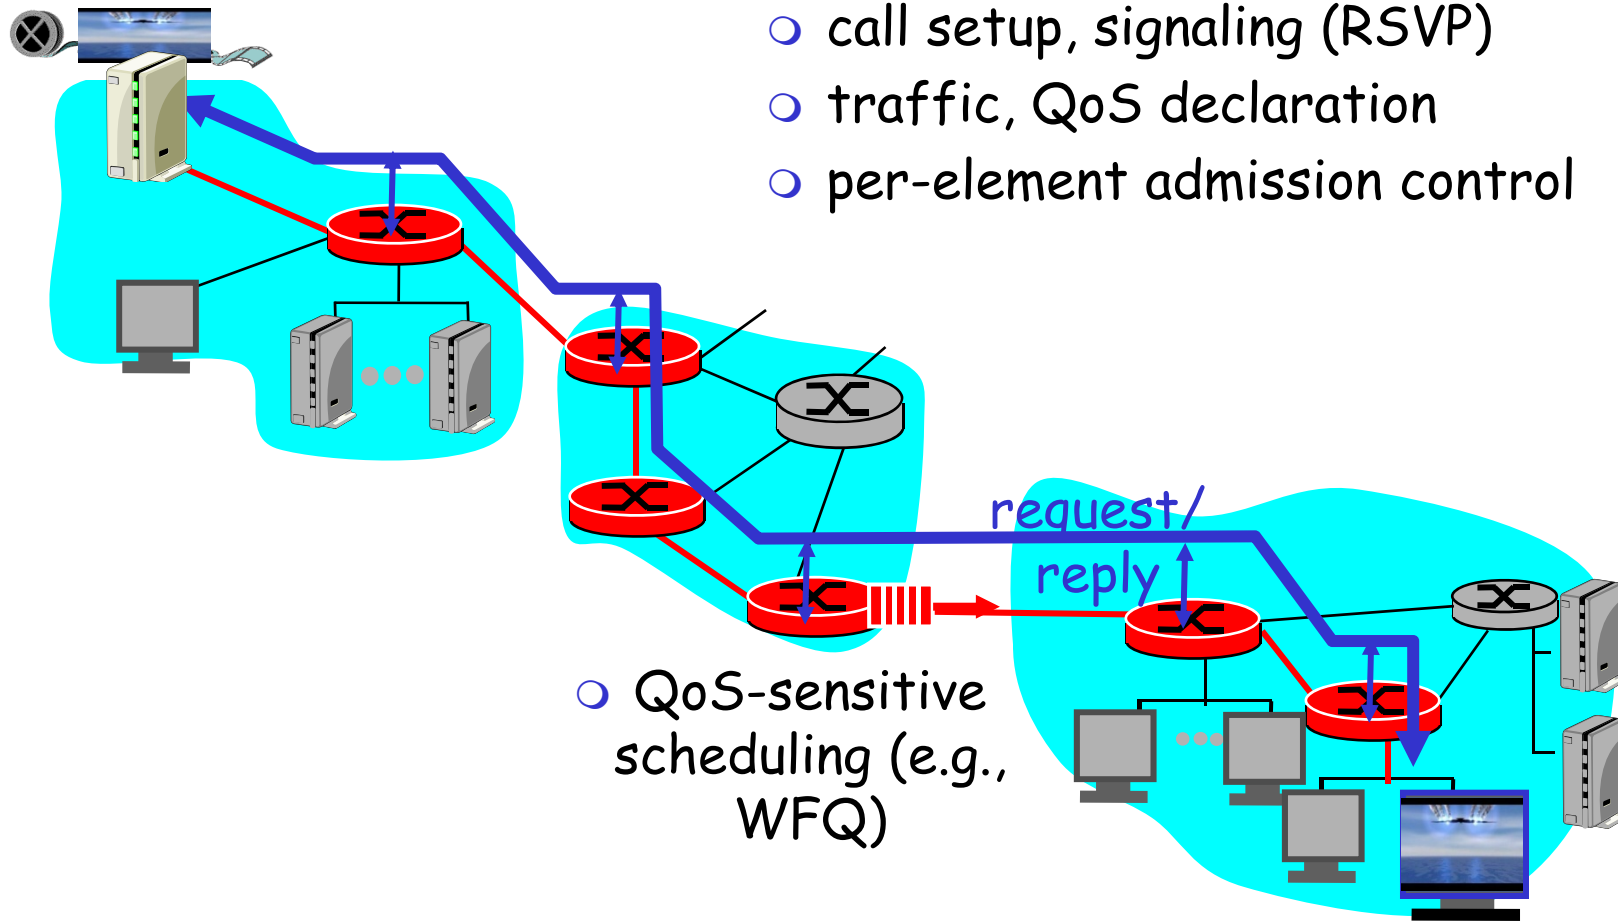 call setup, signaling (RSVP)
traffic, QoS declaration
per-element admission control
request/
reply
QoS-sensitive
scheduling (e.g.,
WFQ)